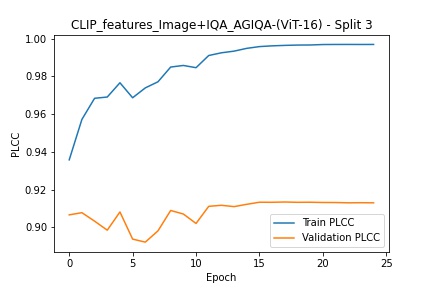 CLIP_features_Image+IQA_AGIQA-(ViT-16) - Split 3
1.00
0.98
0.96
0.94
0.92
0.90
PLCC
0
5
10
15
20
25
Epoch
Train PLCC
Validation PLCC